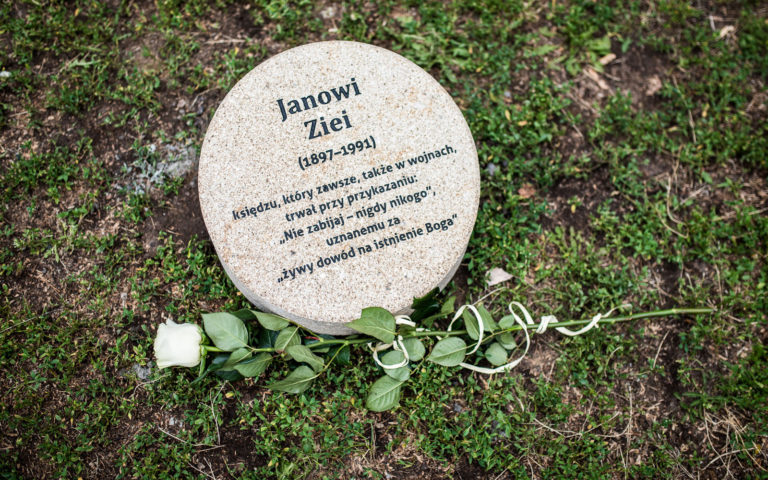 Janowi
Ziei
(1897–1991)
księdzu, który zawsze, także w wojnach,
trwał przy przykazaniu:
„Nie zabijaj – nigdy nikogo”,
uznanemu za
„żywy dowód na istnienie Boga”